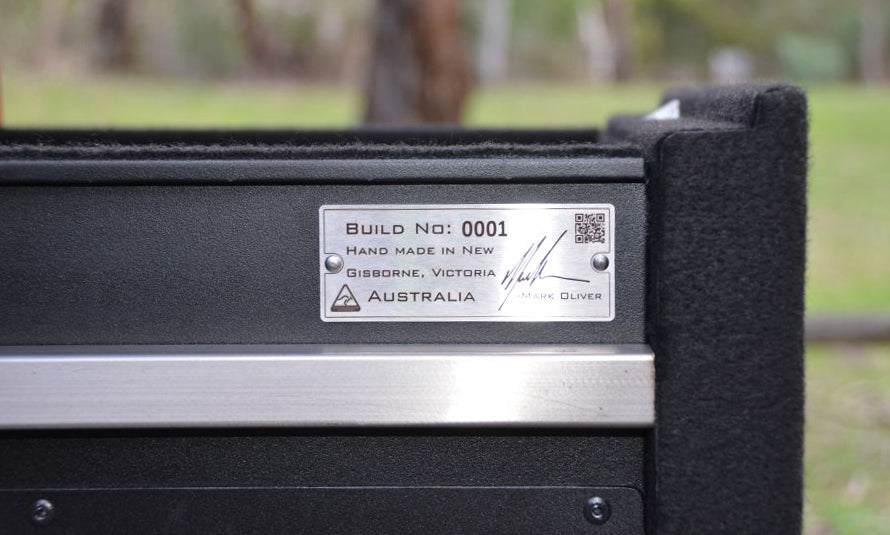 BUILD NO: 0001
HAND MADE IN NEW
GISBORNE, VICTORIA
AUSTRALIA
-MARK OLIVER